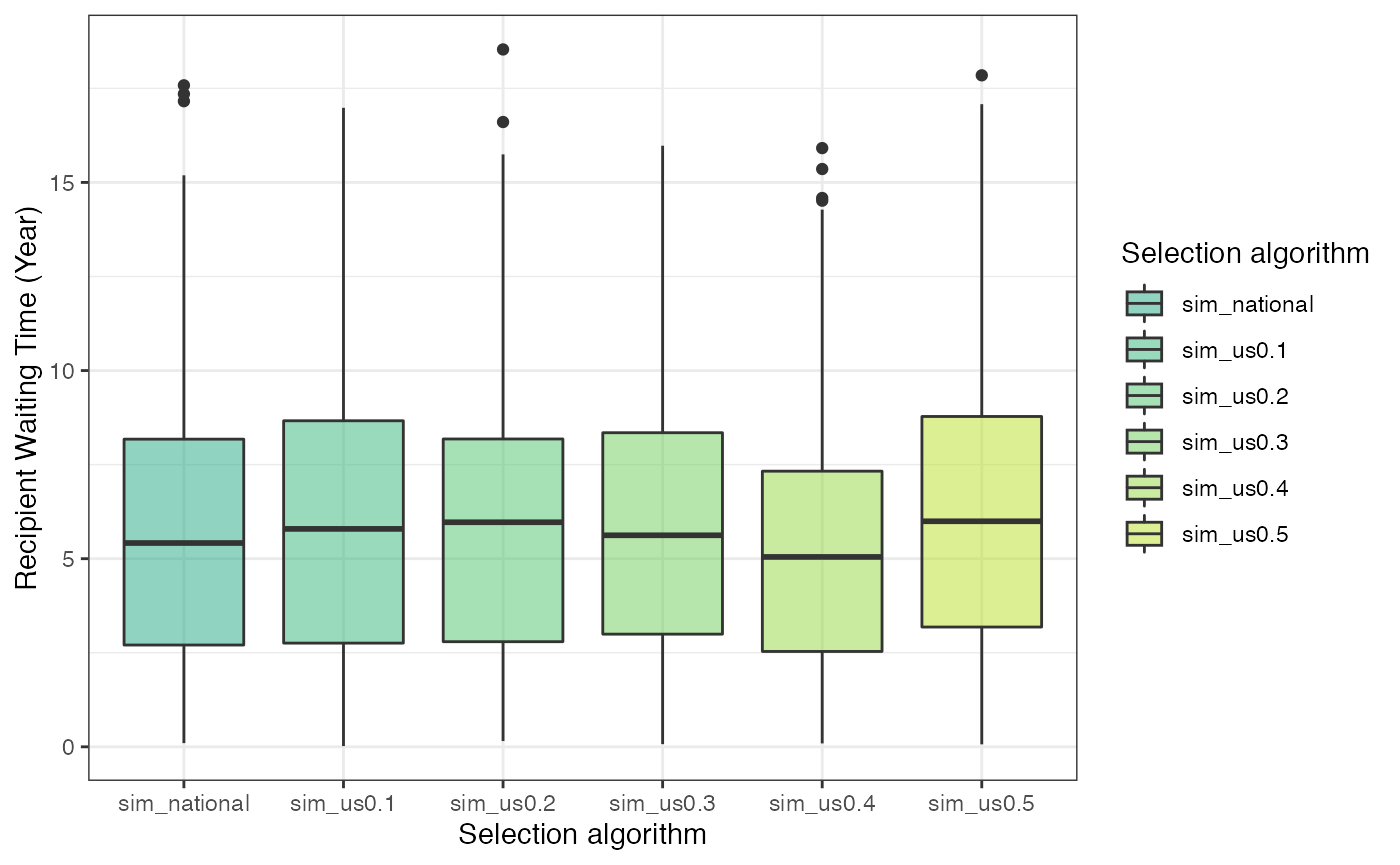 Recipient Waiting Time (Year)
15
10
5
0
sim_national sim_us0.1 sim_us0.2 sim_us0.3 sim_us0.4 sim_us0.5
Selection algorithm
Selection algorithm
sim_national
sim_us0.1
sim_us0.2
sim_us0.3
sim_us0.4
sim_us0.5